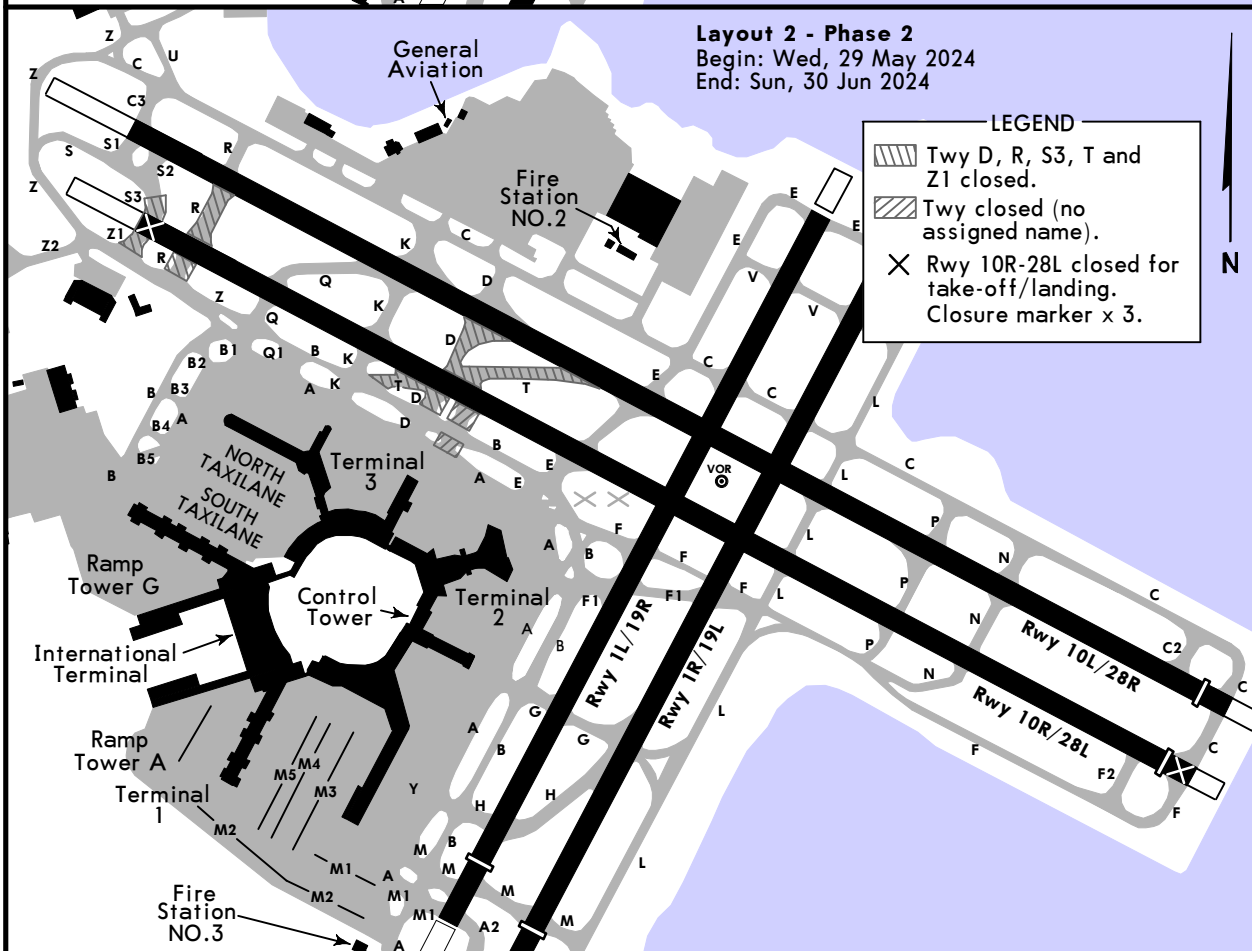 Layout 2 - Phase 2
Begin: Wed, 29 May 2024
End: Sun, 30 Jun 2024
LEGEND
Twy D, R, S3, T and
Z1 closed.
Twy closed (no
assigned name).
Rwy 10R-28L closed for
take-off/landing.
Closure marker x 3.
N
General
Aviation
Fire
Station
NO.2
A
Z
C
U
Z
C3
S
S1
S2
R
Z
S3
R
Z1
Z2
R
Z
Q
K
K
C
D
E
E
E
V
V
Q
B1
Q1
B
K
K
A
B2
B
B3
B4
A
B5
B
D
T
D
D
T
E
C
C
L
B
A
E
E
VOR
L
C
P
N
C
L
P
N
P
N
C2
C
C
F
F
F
L
F1
F1
A
B
A
B
G
G
L
F
F2
F
A
B
H
H
L
Y
M
B
M
M
M
A
M1
M1
M1
A2
A
M5
M4
M3
M2
M2
NORTH
TAXILANE
SOUTH
TAXILANE
Terminal
3
Ramp
Tower G
Control
Tower
Terminal
2
International
Terminal
Ramp
Tower A
Terminal
1
Fire
Station
NO.3
Rwy 1L/19R
Rwy 1R/19L
Rwy 10L/28R
Rwy 10R/28L